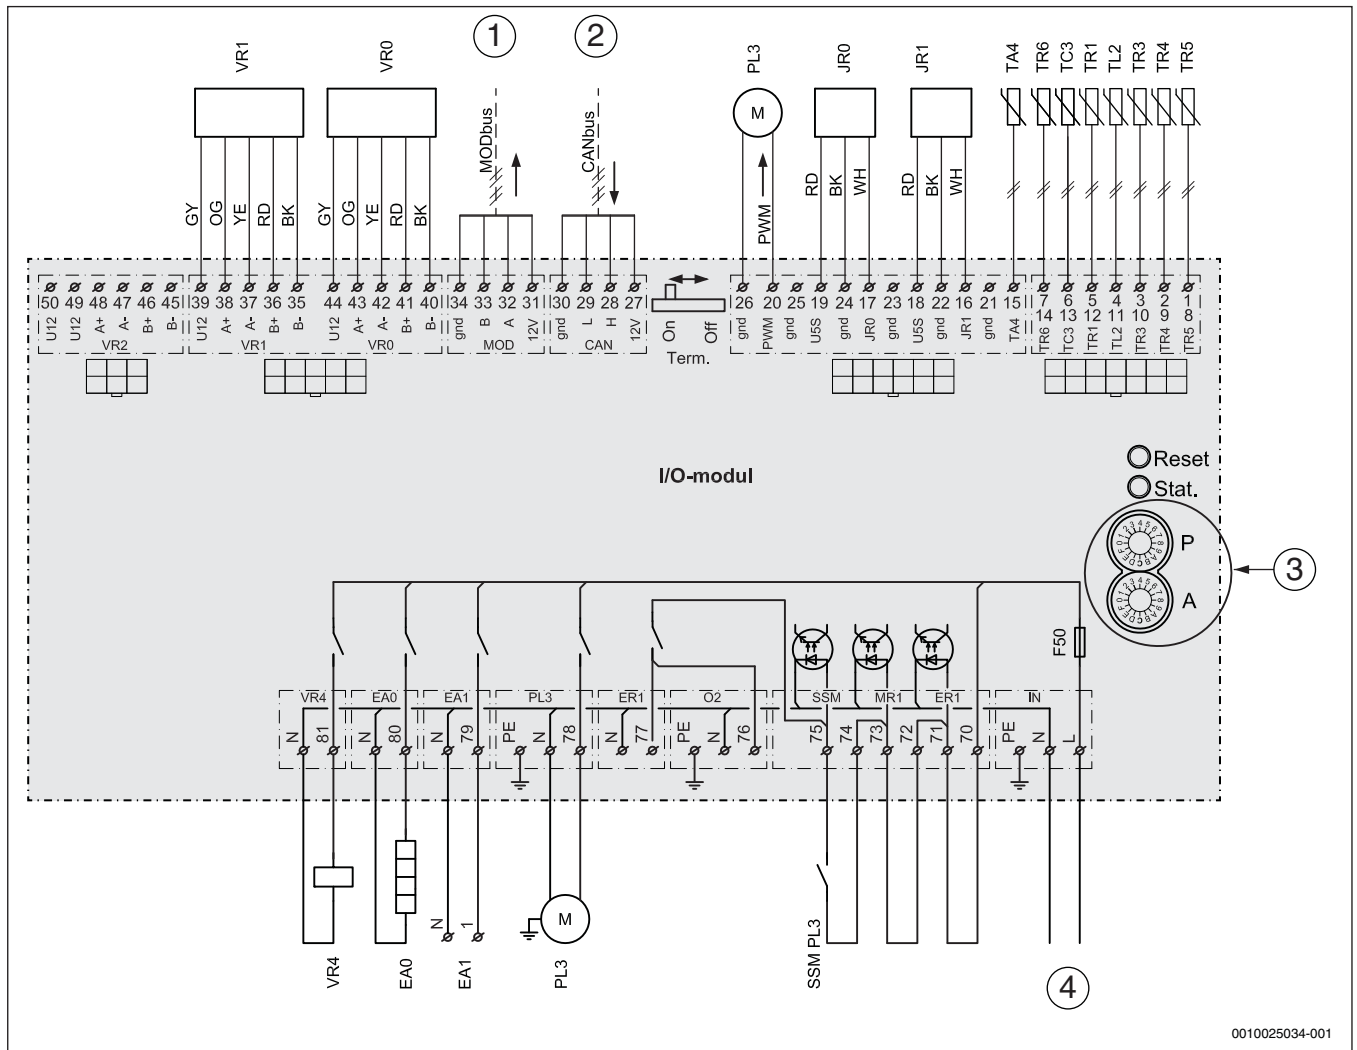 1 2
VR1 VR0 MODbus CANbus PL3 JR0 JR1 TA4 TR6 TC3 TR1 TL2 TR3 TR4 TR5
M
GY OG YE RD BK GY OG YE RD BK PWM RD BK WH RD BK WH
50 49 48 47 46 45 39 38 37 36 35 44 43 42 41 40 34 33 32 31 30 29 28 27 26 20 25 19 24 17 23 18 22 16 21 15 7 6 5 4 3 2 1
14 13 12 11 10 9 8
U12 U12 A+ A- B+ B- U12 A+ A- B+ B- U12 A+ A- B+ B- gnd B A 12V gnd L H 12V On Off gnd PWM gnd U5S gnd JR0 gnd U5S gnd JR1 gnd TA4 TR6 TC3 TR1 TL2 TR3 TR4 TR5
VR2 VR1 VR0 MOD CAN
Term.
I/O-modul
Reset
Stat.
P
3
A
F50
VR4 EA0 EA1 PL3 ER1 O2 SSM MR1 ER1 IN
N 81 N 80 N 79 PE N 78 N 77 PE N 76 75 74 73 72 71 70 PE N L
N 1 M
VR4 EA0 EA1 PL3 SSM PL3
4
0010025034-001